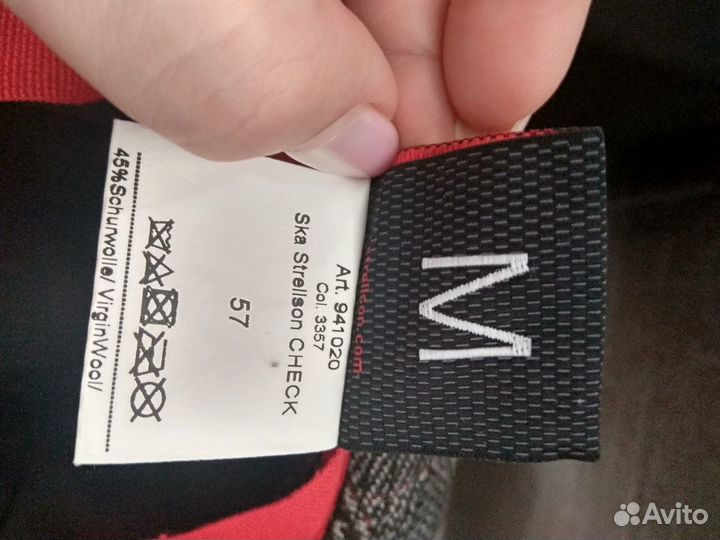 M
strellson.com
Art. 941020
Col. 3357
Ska Strellson CHECK
57
45%Schurwolle/VirginWool/
Avito